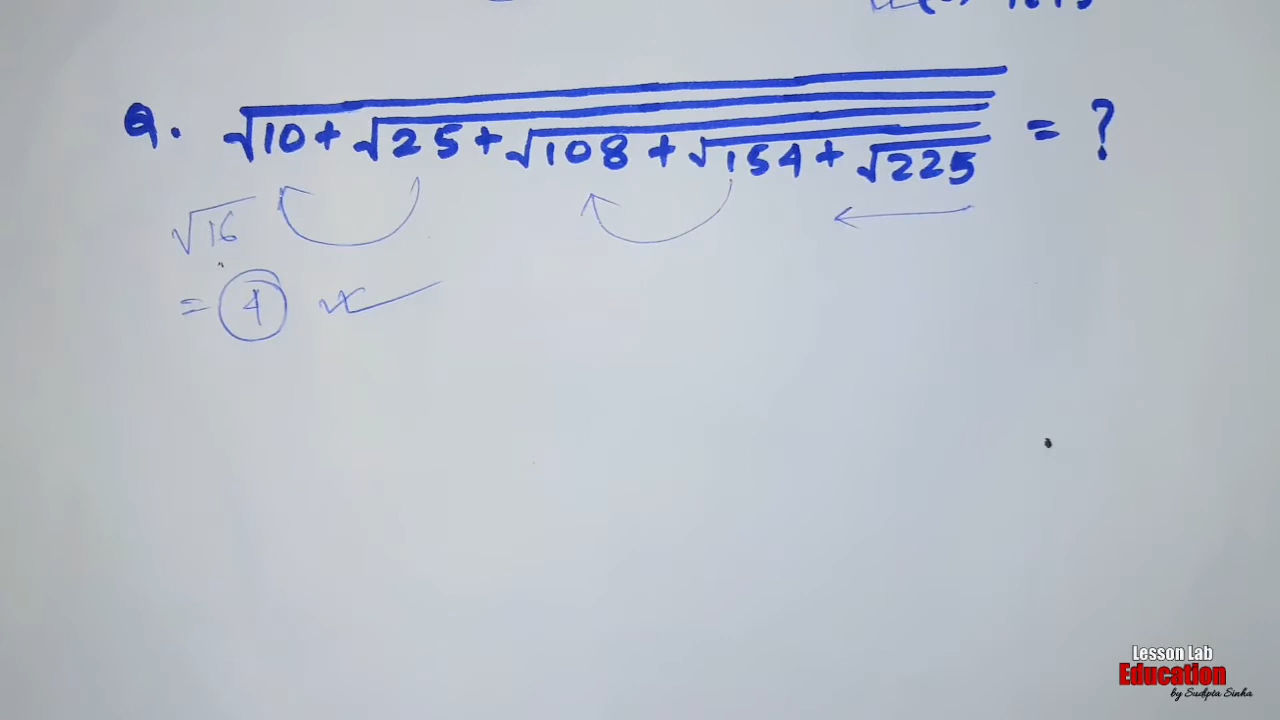 Q. √10 + √25 + √108 + √154 + √225 = ?
√16
= 4
Lesson Lab
Education
by Sudipta Sinha